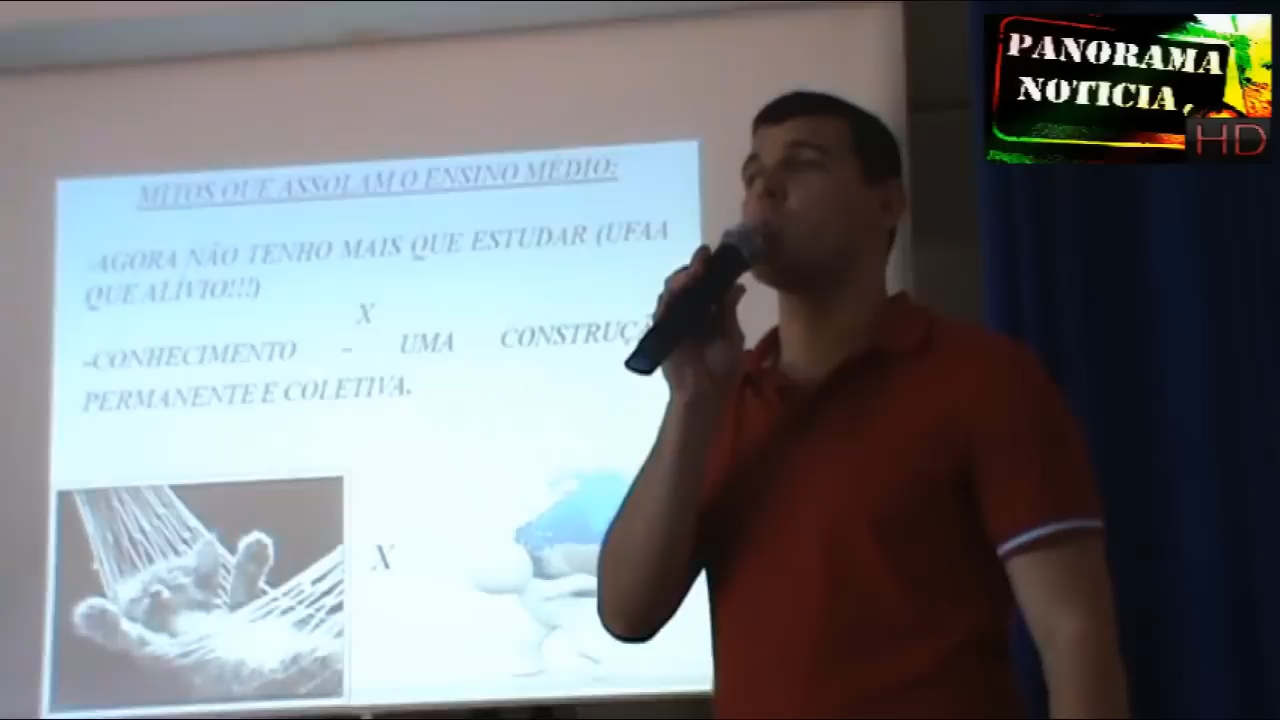 PANORAMA
NOTICIA
HD
MITOS QUE ASSOLAM O ENSINO MÉDIO:
-AGORA NÃO TENHO MAIS QUE ESTUDAR (UFAA
QUE ALÍVIO!!!)
X
-CONHECIMENTO - UMA
PERMANENTE E COLETIVA.
X